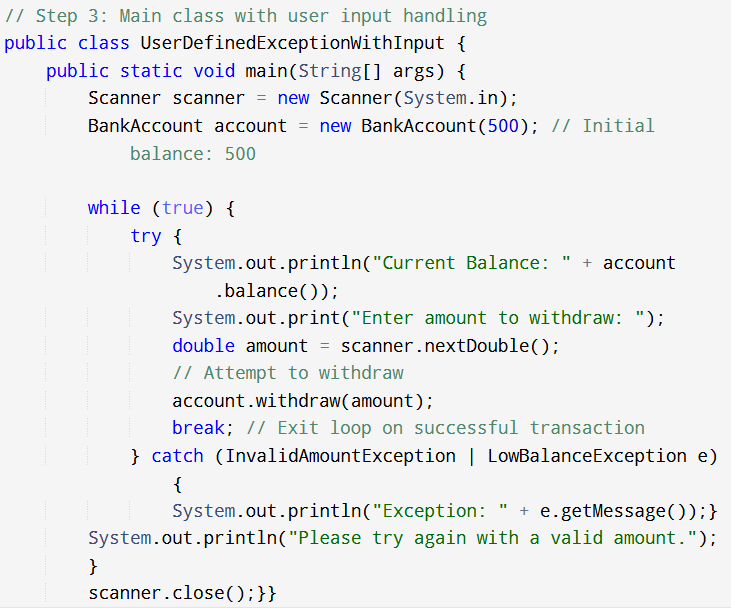 // Step 3: Main class with user input handling
public class UserDefinedExceptionWithInput {
    public static void main(String[] args) {
        Scanner scanner = new Scanner(System.in);
        BankAccount account = new BankAccount(500); // Initial
            balance: 500

        while (true) {
            try {
                System.out.println("Current Balance: " + account
                    .balance());
                System.out.print("Enter amount to withdraw: ");
                double amount = scanner.nextDouble();
                // Attempt to withdraw
                account.withdraw(amount);
                break; // Exit loop on successful transaction
            } catch (InvalidAmountException | LowBalanceException e)
                {
                System.out.println("Exception: " + e.getMessage());}
        System.out.println("Please try again with a valid amount.");
        }
        scanner.close();}}